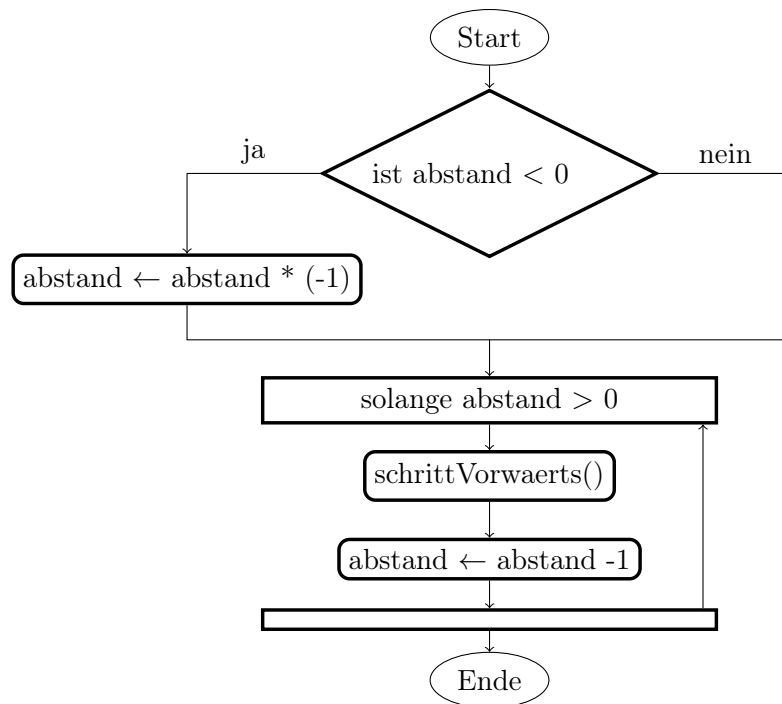 Start
ja
nein
ist abstand < 0
abstand ← abstand * (-1)
solange abstand > 0
schrittVorwaerts()
abstand ← abstand -1
Ende